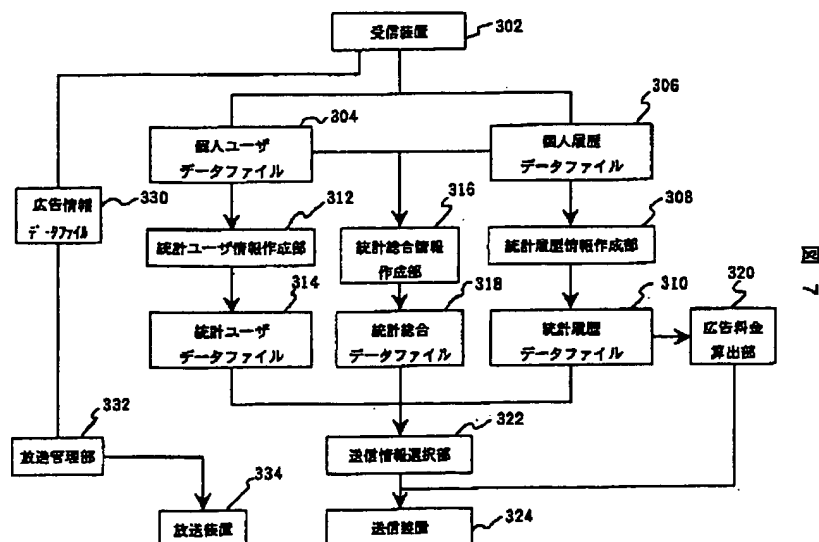 受信装置
302
304
306
個人ユーザ
データファイル
個人履歴
データファイル
広告情報
データファイル
330
312
316
308
統計ユーザ情報作成部
統計総合情報
作成部
統計履歴情報作成部
図 7
314
318
310
320
統計ユーザ
データファイル
統計総合
データファイル
統計履歴
データファイル
広告料金
算出部
332
322
放送管理部
送信情報選択部
334
放送装置
送信装置
324